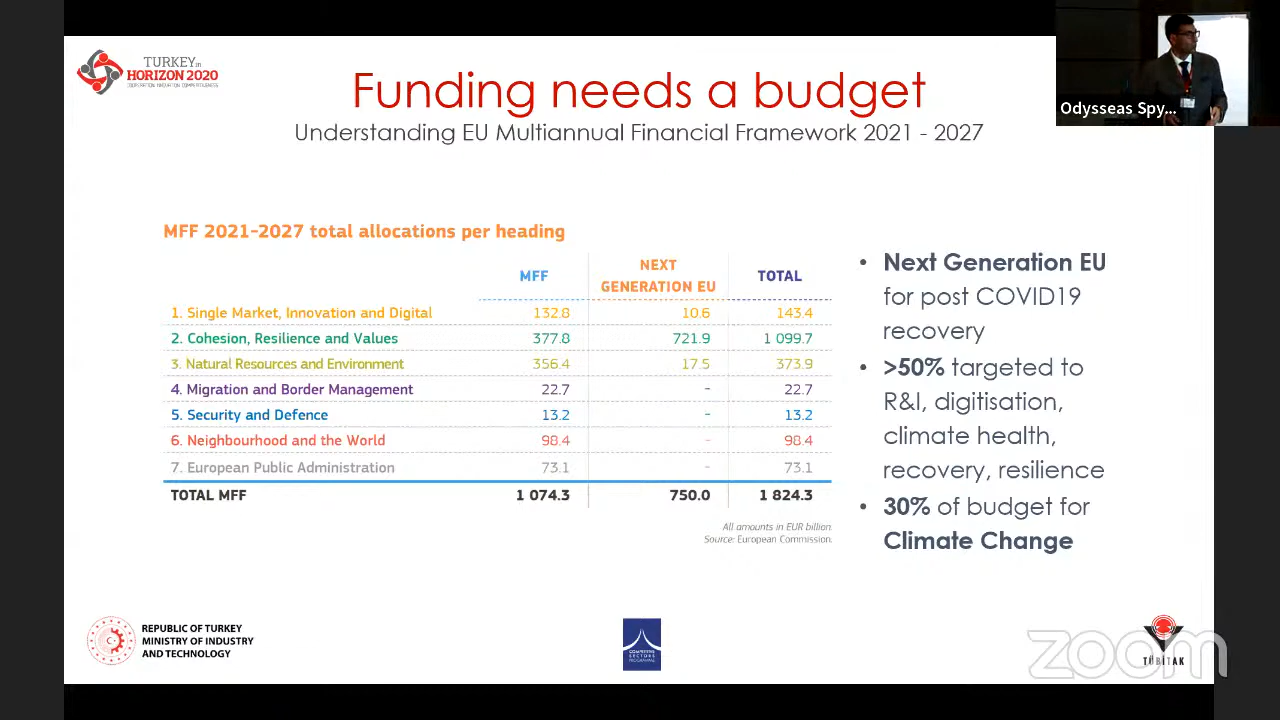 TURKEY in
HORIZON 2020
COOPERATION INNOVATION COMPETITIVENESS
Funding needs a budget
Understanding EU Multiannual Financial Framework 2021 - 2027
Odysseas Spy...
MFF 2021-2027 total allocations per heading
MFF NEXT GENERATION EU TOTAL
1. Single Market, Innovation and Digital 132.8 10.6 143.4
2. Cohesion, Resilience and Values 377.8 721.9 1 099.7
3. Natural Resources and Environment 356.4 17.5 373.9
4. Migration and Border Management 22.7 - 22.7
5. Security and Defence 13.2 - 13.2
6. Neighbourhood and the World 98.4 - 98.4
7. European Public Administration 73.1 - 73.1
TOTAL MFF 1 074.3 750.0 1 824.3
All amounts in EUR billion.
Source: European Commission.
• Next Generation EU
for post COVID19
recovery
• >50% targeted to
R&I, digitisation,
climate health,
recovery, resilience
• 30% of budget for
Climate Change
REPUBLIC OF TURKEY
MINISTRY OF INDUSTRY
AND TECHNOLOGY
COMPETITIVE
SECTORS
PROGRAMME
zoom
TÜBİTAK